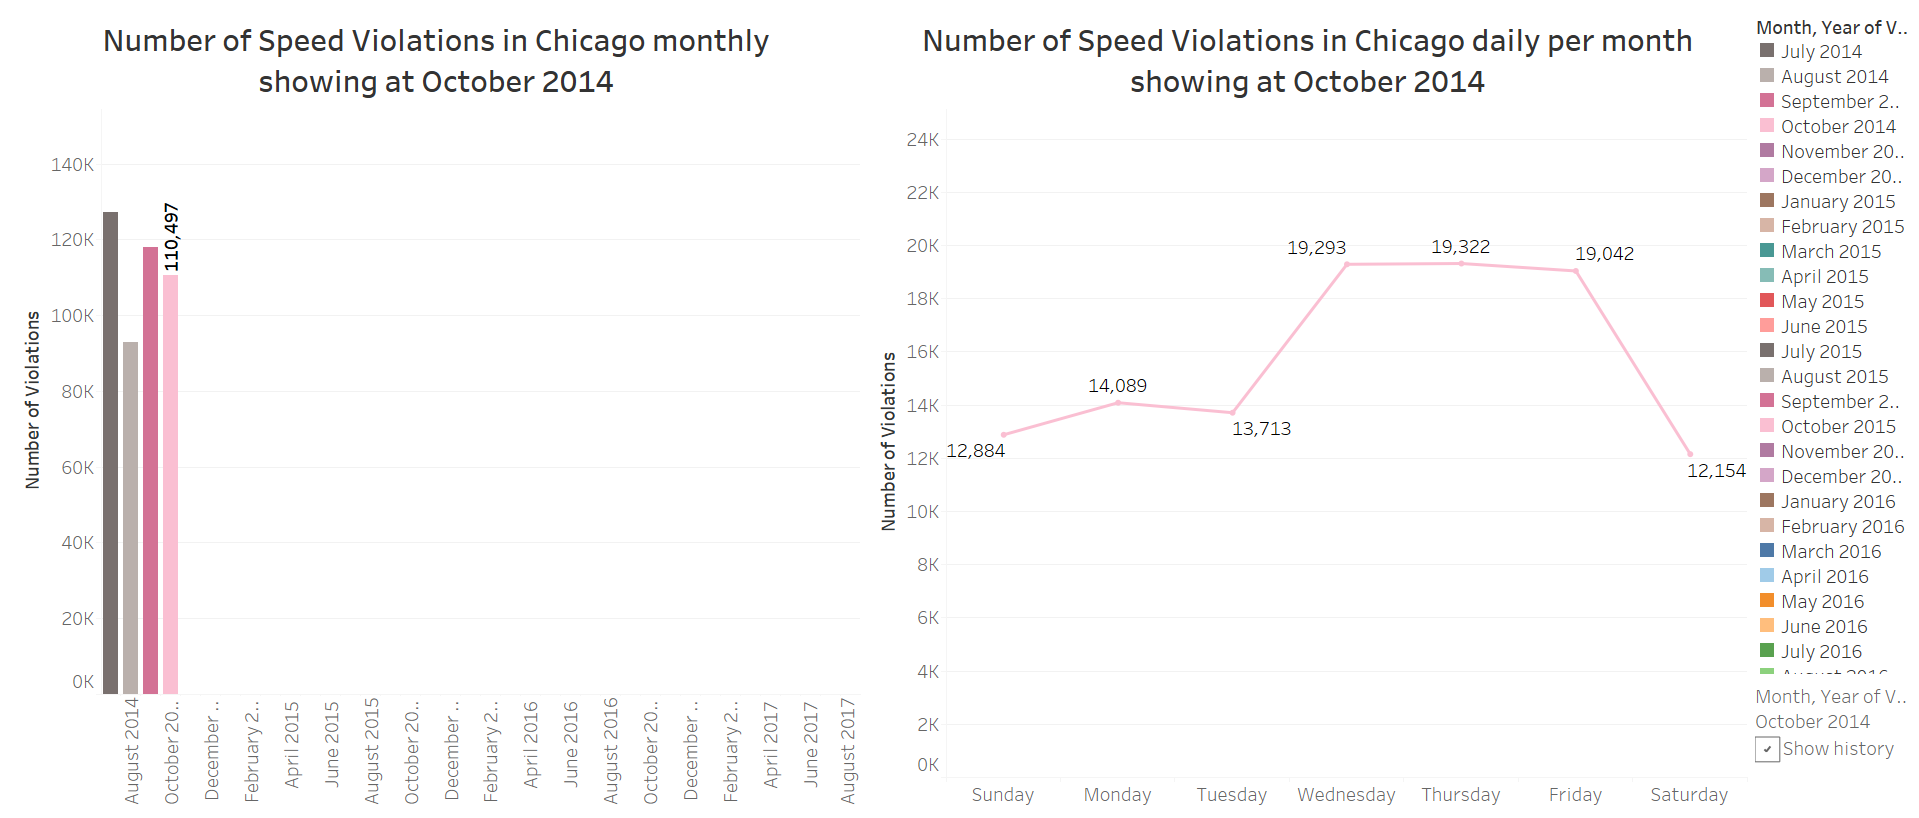 Number of Speed Violations in Chicago monthly
showing at October 2014
Number of Violations
140K
120K
100K
80K
60K
40K
20K
0K
110,497
August 2014
October 20..
December ..
February 2..
April 2015
June 2015
August 2015
October 20..
December ..
February 2..
April 2016
June 2016
August 2016
October 20..
December ..
February 2..
April 2017
June 2017
August 2017
Number of Speed Violations in Chicago daily per month
showing at October 2014
Number of Violations
24K
22K
20K
18K
16K
14K
12K
10K
8K
6K
4K
2K
0K
12,884
14,089
13,713
19,293
19,322
19,042
12,154
Sunday
Monday
Tuesday
Wednesday
Thursday
Friday
Saturday
Month, Year of V..
July 2014
August 2014
September 2..
October 2014
November 20..
December 20..
January 2015
February 2015
March 2015
April 2015
May 2015
June 2015
July 2015
August 2015
September 2..
October 2015
November 20..
December 20..
January 2016
February 2016
March 2016
April 2016
May 2016
June 2016
July 2016
August 2016
Month, Year of V..
October 2014
Show history